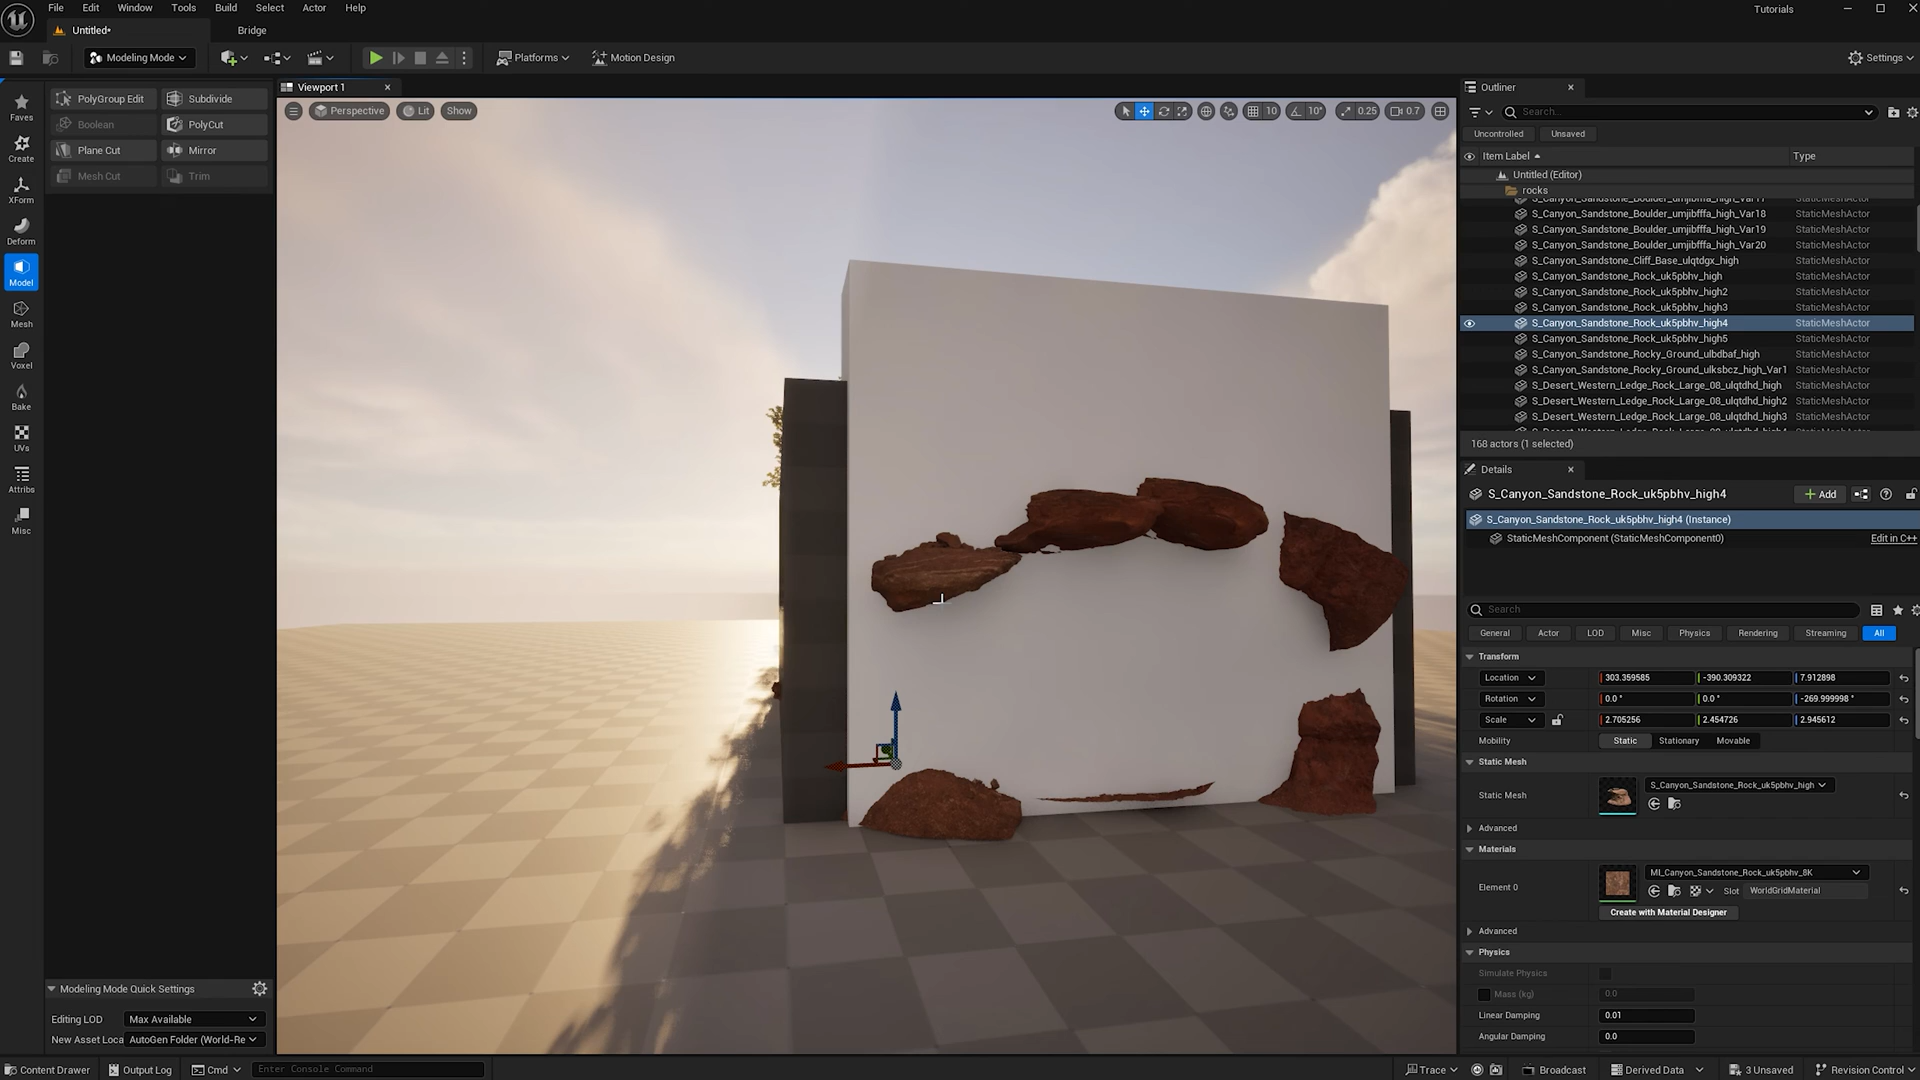 File Edit Window Tools Build Select Actor Help
Tutorials
Untitled•
Bridge
Modeling Mode
Platforms
Motion Design
Settings
Faves
Create
XForm
Deform
Model
Mesh
Voxel
Bake
UVs
Attribs
Misc
PolyGroup Edit
Subdivide
Boolean
PolyCut
Plane Cut
Mirror
Mesh Cut
Trim
Modeling Mode Quick Settings
Editing LOD Max Available
New Asset Loca AutoGen Folder (World-Re
Viewport 1
Perspective Lit Show
10 10° 0.25 0.7
Outliner
Search...
Uncontrolled Unsaved
Item Label Type
Untitled (Editor)
rocks
S_Canyon_Sandstone_Boulder_umjibfffa_high_Var17 StaticMeshActor
S_Canyon_Sandstone_Boulder_umjibfffa_high_Var18 StaticMeshActor
S_Canyon_Sandstone_Boulder_umjibfffa_high_Var19 StaticMeshActor
S_Canyon_Sandstone_Boulder_umjibfffa_high_Var20 StaticMeshActor
S_Canyon_Sandstone_Cliff_Base_ulqtdgx_high StaticMeshActor
S_Canyon_Sandstone_Rock_uk5pbhv_high StaticMeshActor
S_Canyon_Sandstone_Rock_uk5pbhv_high2 StaticMeshActor
S_Canyon_Sandstone_Rock_uk5pbhv_high3 StaticMeshActor
S_Canyon_Sandstone_Rock_uk5pbhv_high4 StaticMeshActor
S_Canyon_Sandstone_Rock_uk5pbhv_high5 StaticMeshActor
S_Canyon_Sandstone_Rocky_Ground_ulbdbaf_high StaticMeshActor
S_Canyon_Sandstone_Rocky_Ground_ulksbcz_high_Var1 StaticMeshActor
S_Desert_Western_Ledge_Rock_Large_08_ulqtdhd_high StaticMeshActor
S_Desert_Western_Ledge_Rock_Large_08_ulqtdhd_high2 StaticMeshActor
S_Desert_Western_Ledge_Rock_Large_08_ulqtdhd_high3 StaticMeshActor
168 actors (1 selected)
Details
S_Canyon_Sandstone_Rock_uk5pbhv_high4
Add
S_Canyon_Sandstone_Rock_uk5pbhv_high4 (Instance)
StaticMeshComponent (StaticMeshComponent0) Edit in C++
Search
General Actor LOD Misc Physics Rendering Streaming All
Transform
Location 303.359585 -390.309322 7.912898
Rotation 0.0 ° 0.0 ° -269.999998 °
Scale 2.705256 2.454726 2.945612
Mobility Static Stationary Movable
Static Mesh
Static Mesh S_Canyon_Sandstone_Rock_uk5pbhv_high
Advanced
Materials
Element 0 MI_Canyon_Sandstone_Rock_uk5pbhv_8K
Slot WorldGridMaterial
Create with Material Designer
Advanced
Physics
Simulate Physics
Mass (kg) 0.0
Linear Damping 0.01
Angular Damping 0.0
Content Drawer Output Log Cmd Enter Console Command
Trace Broadcast Derived Data 3 Unsaved Revision Control